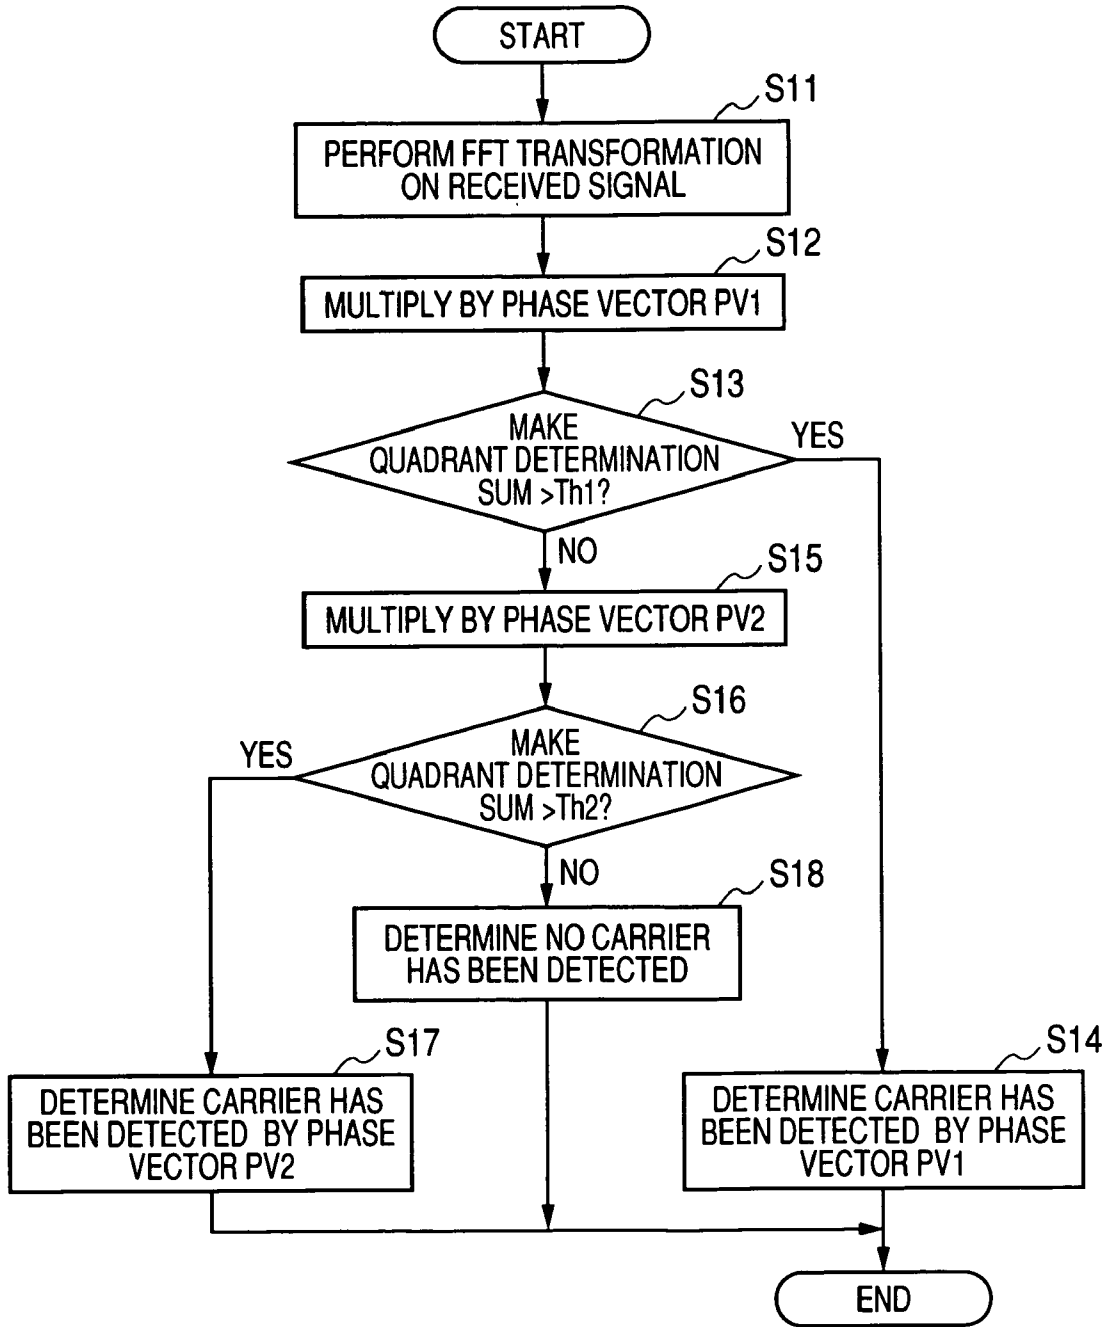 START
S11
PERFORM FFT TRANSFORMATION
ON RECEIVED SIGNAL
S12
MULTIPLY BY PHASE VECTOR PV1
S13
MAKE
QUADRANT DETERMINATION
SUM >Th1?
YES
NO
S15
MULTIPLY BY PHASE VECTOR PV2
S16
MAKE
QUADRANT DETERMINATION
SUM >Th2?
YES
NO
S18
DETERMINE NO CARRIER
HAS BEEN DETECTED
S17
DETERMINE CARRIER HAS
BEEN DETECTED BY PHASE
VECTOR PV2
S14
DETERMINE CARRIER HAS
BEEN DETECTED BY PHASE
VECTOR PV1
END